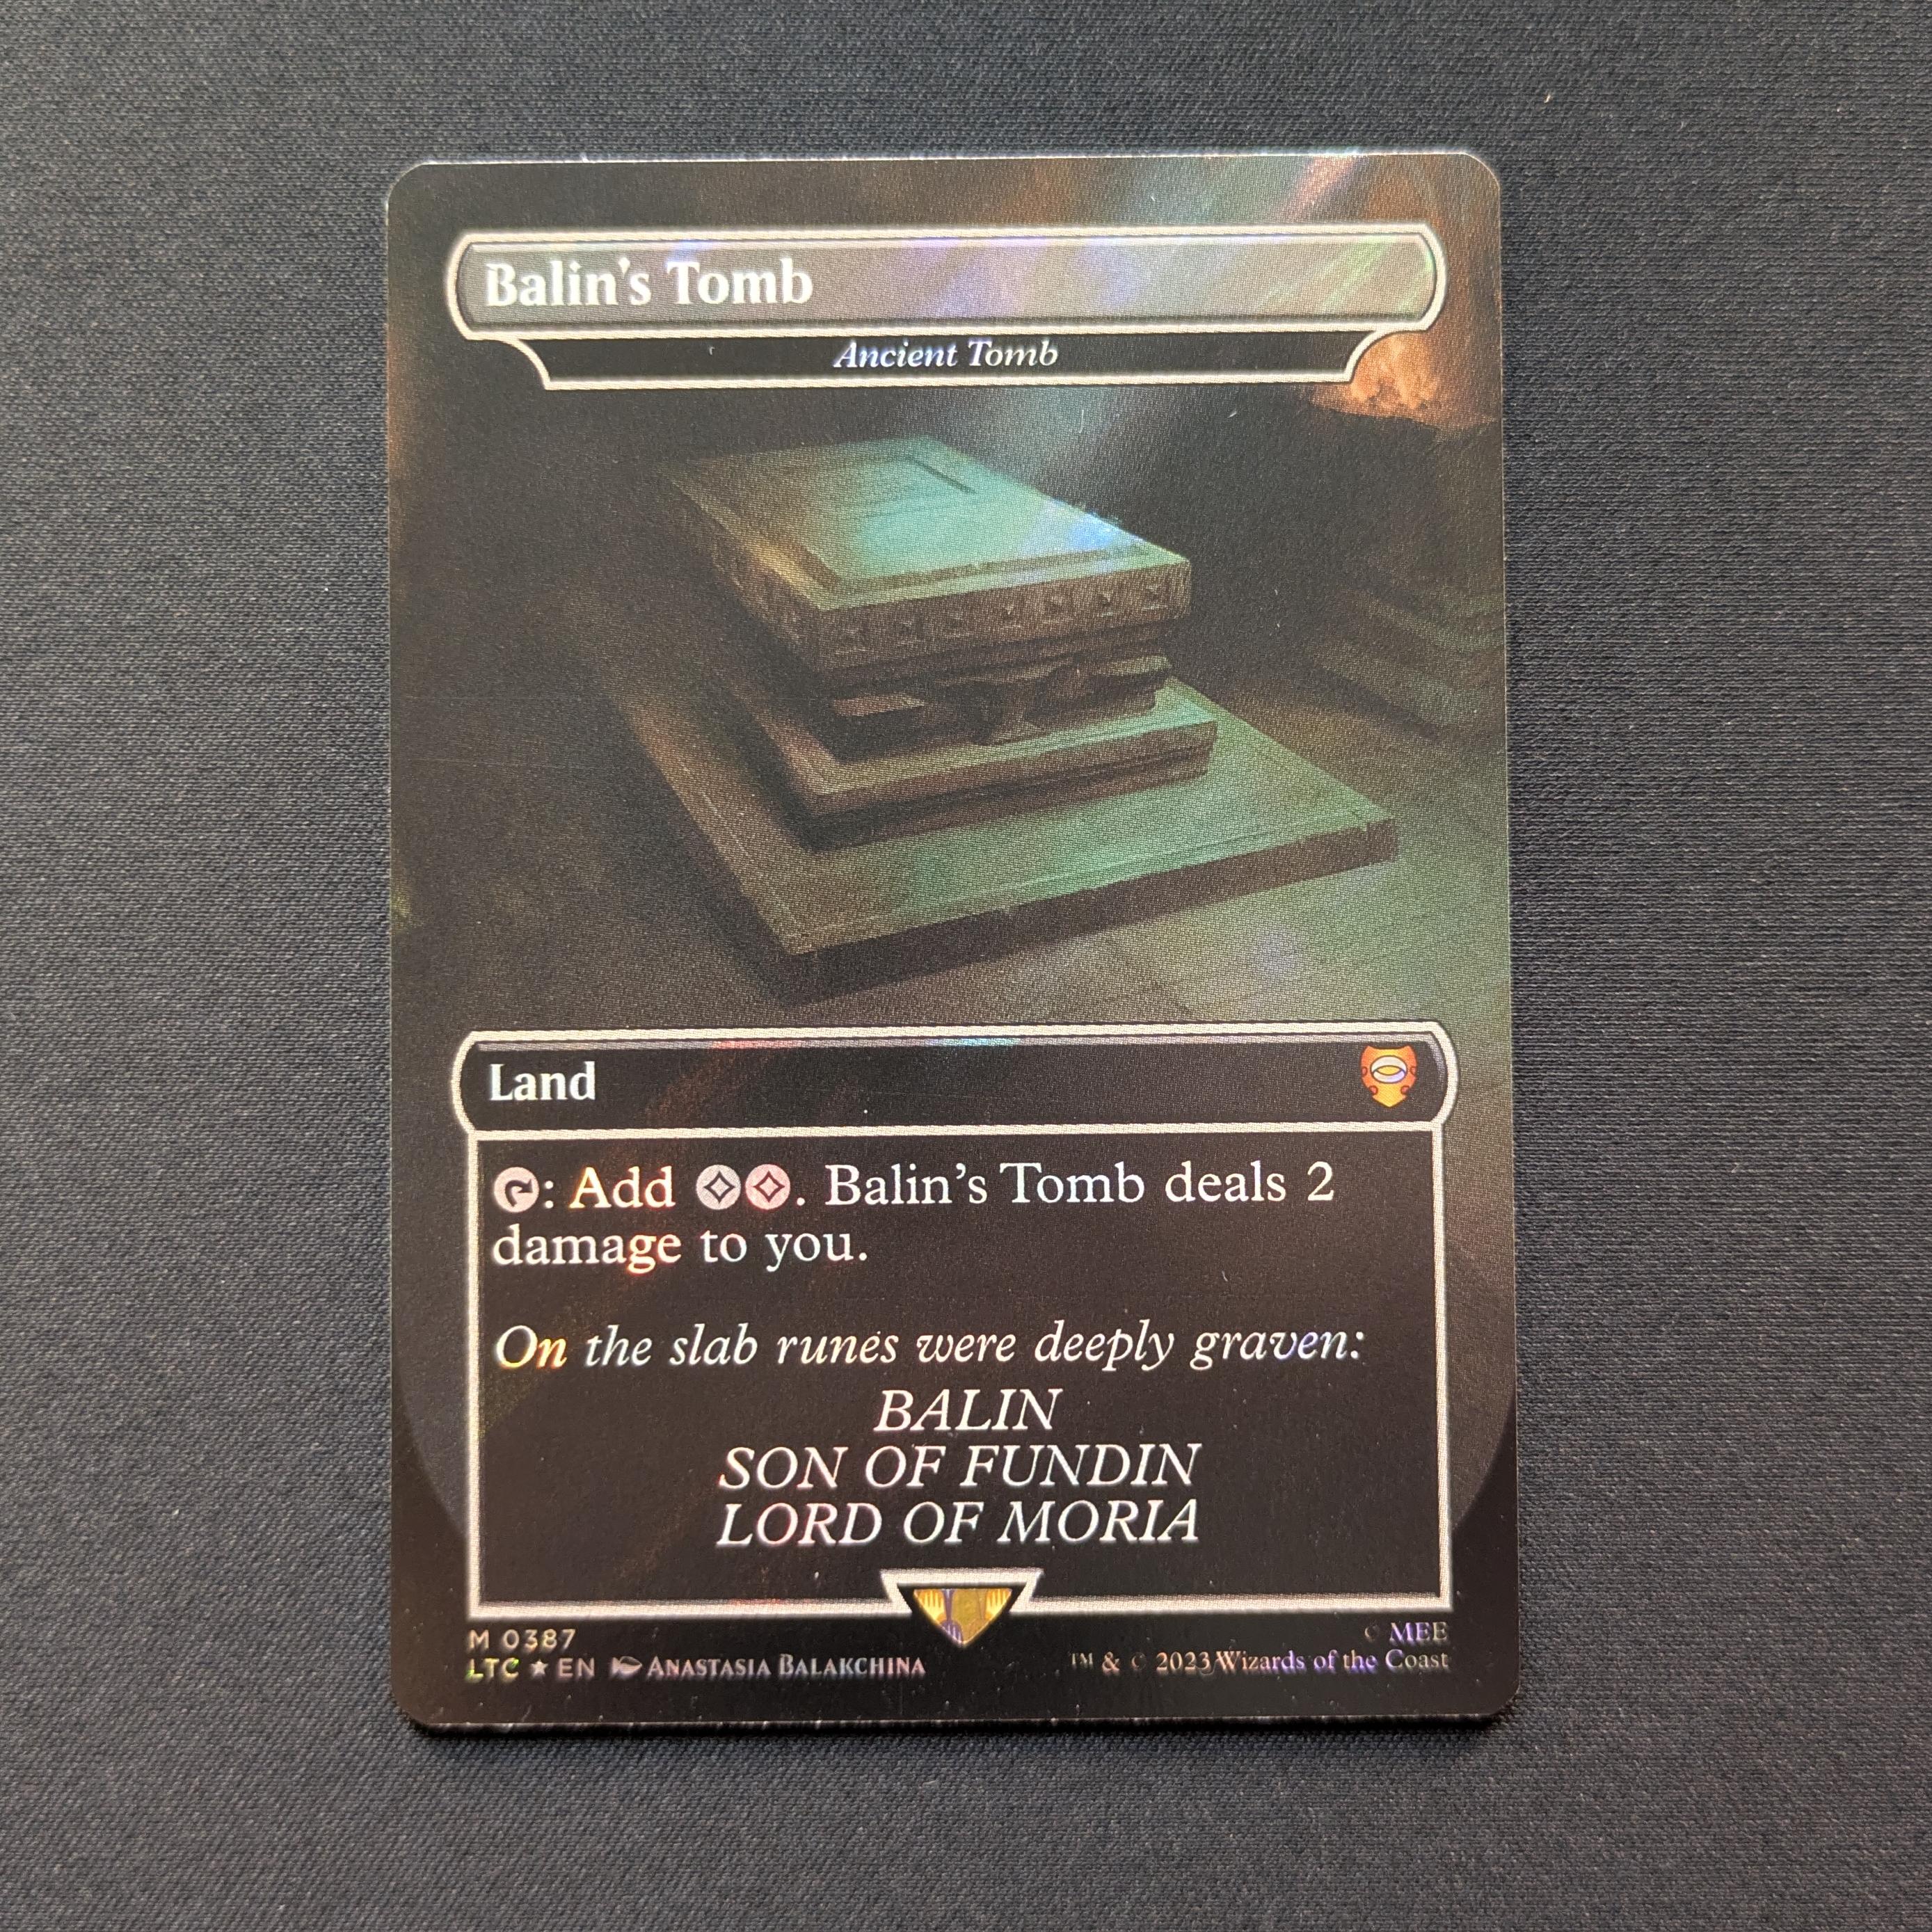 Balin's Tomb
Ancient Tomb
Land
: Add . Balin's Tomb deals 2
damage to you.
On the slab runes were deeply graven:
BALIN
SON OF FUNDIN
LORD OF MORIA
M 0387
LTC ★ EN ANASTASIA BALAKCHINA
© MEE
™ & © 2023 Wizards of the Coast